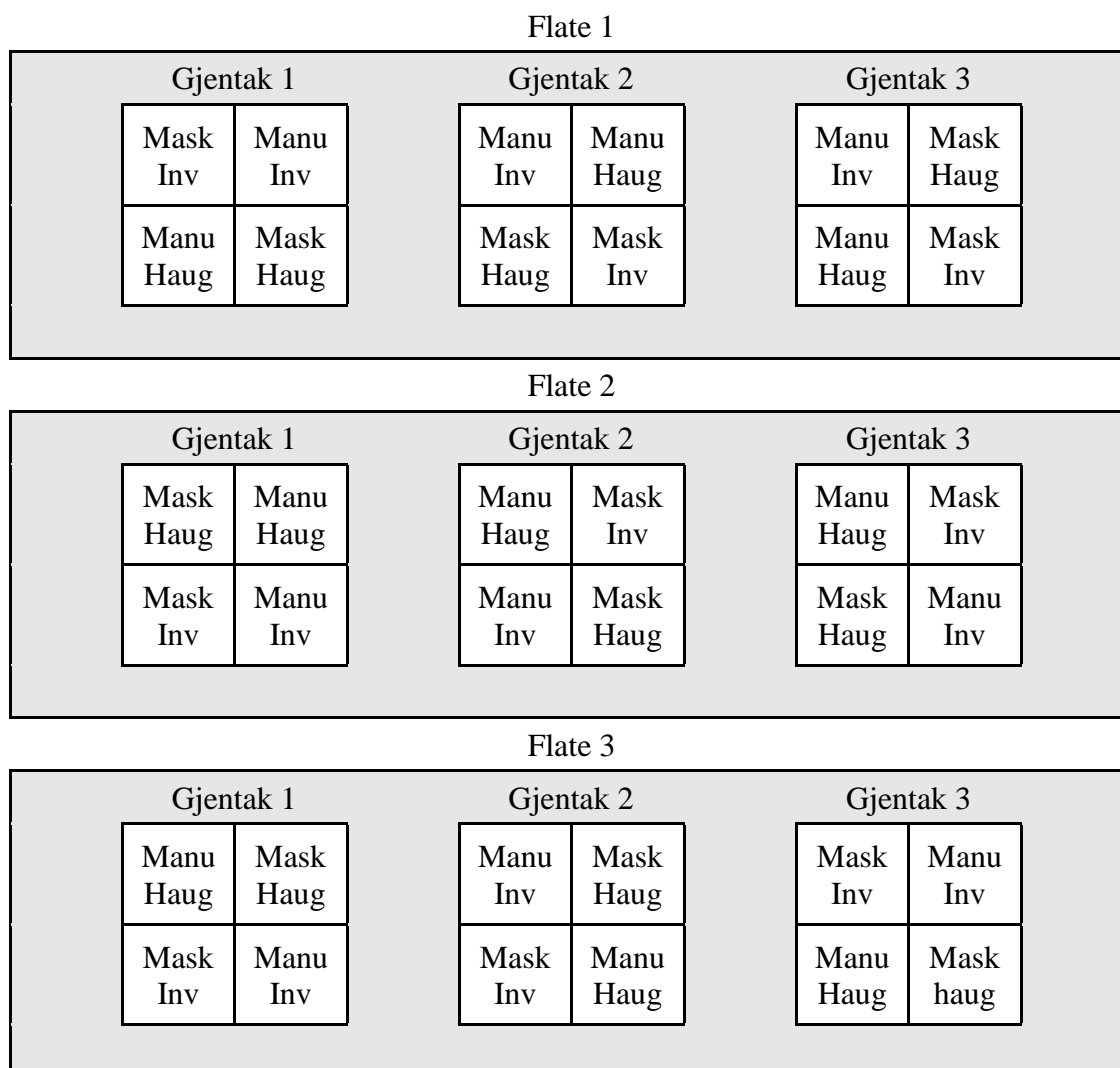 Flate 1
Gjentak 1 Gjentak 2 Gjentak 3
Mask Manu Manu Manu Manu Mask
Inv Inv Inv Haug Inv Haug
Manu Mask Mask Mask Manu Mask
Haug Haug Haug Inv Haug Inv
Flate 2
Gjentak 1 Gjentak 2 Gjentak 3
Mask Manu Manu Mask Manu Mask
Haug Haug Haug Inv Haug Inv
Mask Manu Manu Mask Mask Manu
Inv Inv Inv Haug Haug Inv
Flate 3
Gjentak 1 Gjentak 2 Gjentak 3
Manu Mask Manu Mask Mask Manu
Haug Haug Inv Haug Inv Inv
Mask Manu Mask Manu Manu Mask
Inv Inv Inv Haug Haug haug